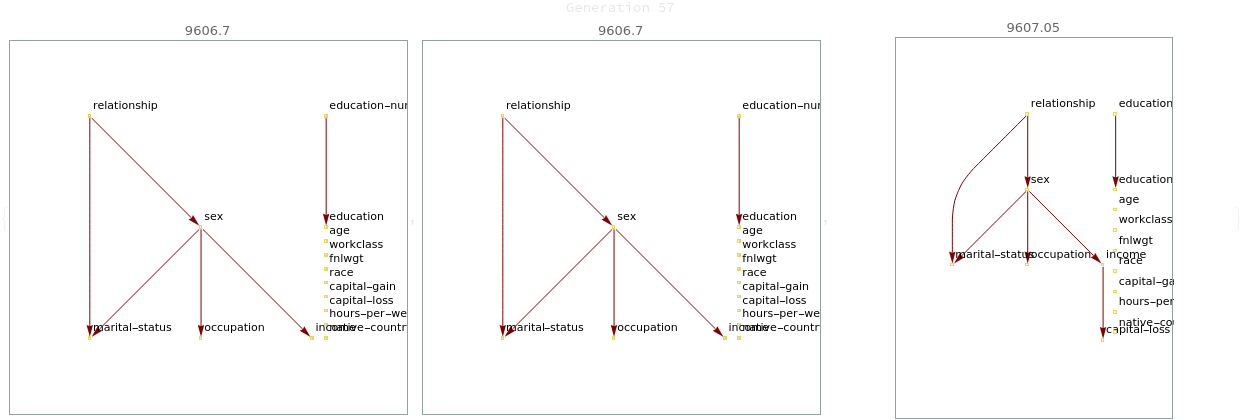 Generation 57
9606.7
relationship
education-nur
sex
education
age
workclass
fnlwgt
race
capital-gain
capital-loss
hours-per-we
marital-status
occupation
income
native-countr
9606.7
relationship
education-nur
sex
education
age
workclass
fnlwgt
race
capital-gain
capital-loss
hours-per-we
marital-status
occupation
income
native-countr
9607.05
relationship
education
sex
education
age
workclass
fnlwgt
marital-status
occupation
income
race
capital-ga
hours-per
native-co
capital-loss